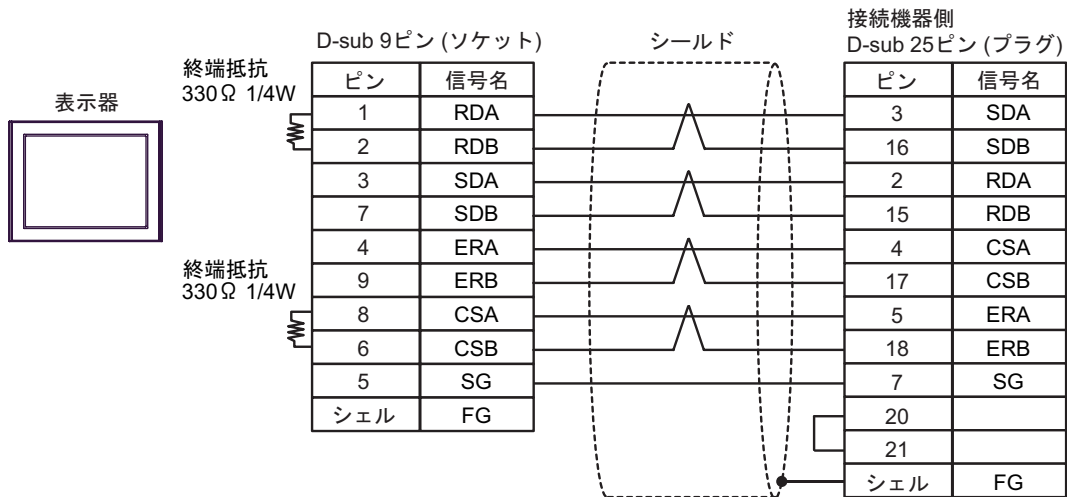 接続機器側
D-sub 9ピン (ソケット)
シールド
D-sub 25ピン (プラグ)
終端抵抗
330Ω 1/4W
表示器
ピン 信号名
1 RDA
2 RDB
3 SDA
7 SDB
4 ERA
9 ERB
8 CSA
6 CSB
5 SG
シェル FG
終端抵抗
330Ω 1/4W
ピン 信号名
3 SDA
16 SDB
2 RDA
15 RDB
4 CSA
17 CSB
5 ERA
18 ERB
7 SG
20
21
シェル FG